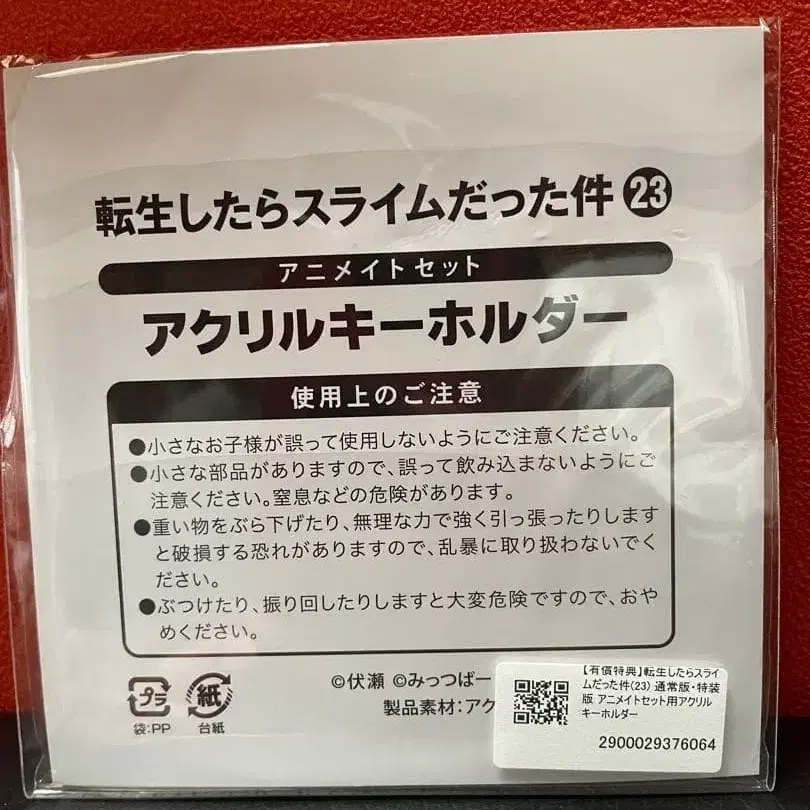 転生したらスライムだった件㉓
アニメイトセット
アクリルキーホルダー
使用上のご注意
●小さなお子様が誤って使用しないようにご注意ください。
●小さな部品がありますので、誤って飲み込まないようにご
注意ください。窒息などの危険があります。
●重い物をぶら下げたり、無理な力で強く引っ張ったりします
と破損する恐れがありますので、乱暴に取り扱わないでく
ださい。
●ぶつけたり、振り回したりしますと大変危険ですので、おや
めください。
プラ
袋:PP
紙
台紙
©伏瀬 ©みっつばー
製品素材:アク
【有償特典】転生したらスライ
ムだった件(23) 通常版・特装
版 アニメイトセット用アクリル
キーホルダー
2900029376064